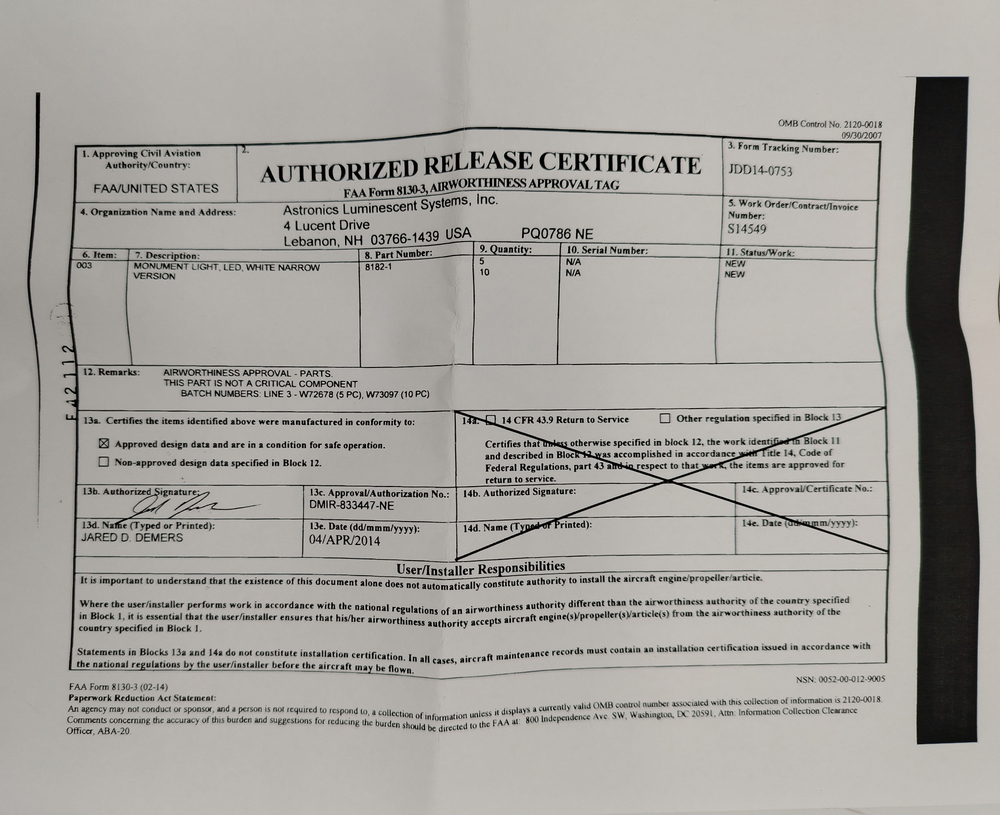 OMB Control No. 2120-0018
09/30/2007
1. Approving Civil Aviation
Authority/Country:
FAA/UNITED STATES
2.
AUTHORIZED RELEASE CERTIFICATE
FAA Form 8130-3, AIRWORTHINESS APPROVAL TAG
3. Form Tracking Number:
JDD14-0753
4. Organization Name and Address:
Astronics Luminescent Systems, Inc.
4 Lucent Drive
Lebanon, NH 03766-1439 USA PQ0786 NE
5. Work Order/Contract/Invoice
Number:
S14549
6. Item: 7. Description: 8. Part Number: 9. Quantity: 10. Serial Number: 11. Status/Work:
003 MONUMENT LIGHT, LED, WHITE NARROW 8182-1 5 N/A NEW
VERSION 10 N/A NEW
12. Remarks: AIRWORTHINESS APPROVAL - PARTS.
THIS PART IS NOT A CRITICAL COMPONENT
BATCH NUMBERS: LINE 3 - W72678 (5 PC), W73097 (10 PC)
13a. Certifies the items identified above were manufactured in conformity to:
Approved design data and are in a condition for safe operation.
Non-approved design data specified in Block 12.
14a. 14 CFR 43.9 Return to Service Other regulation specified in Block 13
Certifies that unless otherwise specified in block 12, the work identified in Block 11
and described in Block 12 was accomplished in accordance with Title 14, Code of
Federal Regulations, part 43 and in respect to that work, the items are approved for
return to service.
13b. Authorized Signature:
13c. Approval/Authorization No.:
DMIR-833447-NE
14b. Authorized Signature:
14c. Approval/Certificate No.:
13d. Name (Typed or Printed):
JARED D. DEMERS
13e. Date (dd/mmm/yyyy):
04/APR/2014
14d. Name (Typed or Printed):
14e. Date (dd/mmm/yyyy):
User/Installer Responsibilities
It is important to understand that the existence of this document alone does not automatically constitute authority to install the aircraft engine/propeller/article.
Where the user/installer performs work in accordance with the national regulations of an airworthiness authority different than the airworthiness authority of the country specified
in Block 1, it is essential that the user/installer ensures that his/her airworthiness authority accepts aircraft engine(s)/propeller(s)/article(s) from the airworthiness authority of the
country specified in Block 1.
Statements in Blocks 13a and 14a do not constitute installation certification. In all cases, aircraft maintenance records must contain an installation certification issued in accordance with
the national regulations by the user/installer before the aircraft may be flown.
NSN: 0052-00-012-9005
FAA Form 8130-3 (02-14)
Paperwork Reduction Act Statement:
An agency may not conduct or sponsor, and a person is not required to respond to, a collection of information unless it displays a currently valid OMB control number associated with this collection of information is 2120-0018.
Comments concerning the accuracy of this burden and suggestions for reducing the burden should be directed to the FAA at: 800 Independence Ave. SW, Washington, DC 20591, Attn: Information Collection Clearance
Officer, ABA-20.